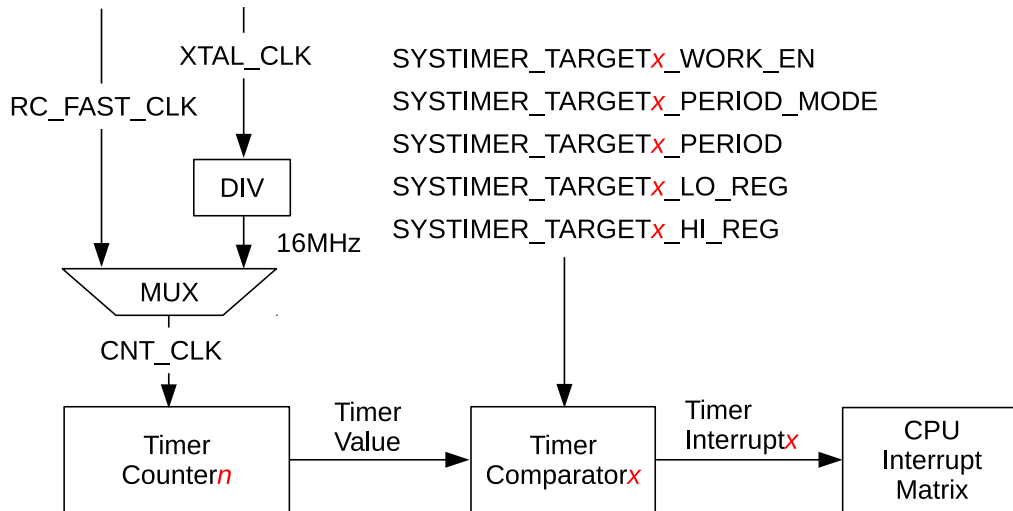 XTAL_CLK
RC_FAST_CLK
DIV
16MHz
MUX
CNT_CLK
SYSTIMER_TARGETx_WORK_EN
SYSTIMER_TARGETx_PERIOD_MODE
SYSTIMER_TARGETx_PERIOD
SYSTIMER_TARGETx_LO_REG
SYSTIMER_TARGETx_HI_REG
Timer
Countern
Timer
Value
Timer
Comparatorx
Timer
Interruptx
CPU
Interrupt
Matrix